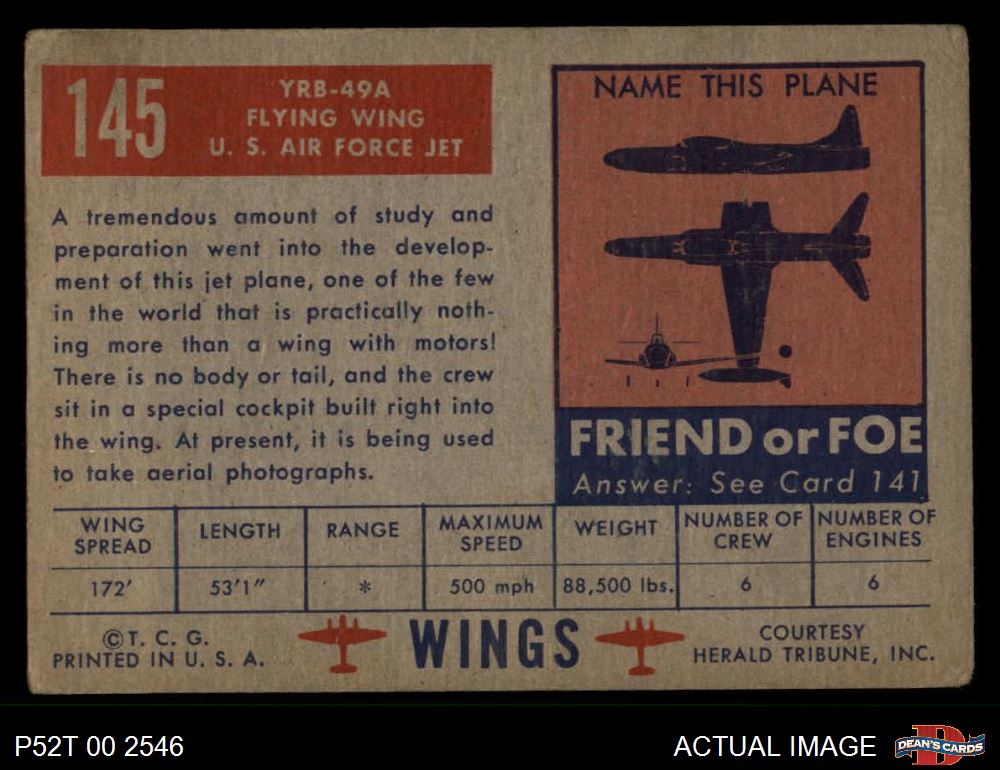 145
YRB-49A
FLYING WING
U. S. AIR FORCE JET
A tremendous amount of study and
preparation went into the develop-
ment of this jet plane, one of the few
in the world that is practically noth-
ing more than a wing with motors!
There is no body or tail, and the crew
sit in a special cockpit built right into
the wing. At present, it is being used
to take aerial photographs.
NAME THIS PLANE
FRIEND or FOE
Answer: See Card 141
WING SPREAD
LENGTH
RANGE
MAXIMUM SPEED
WEIGHT
NUMBER OF CREW
NUMBER OF ENGINES
172' 53'1" * 500 mph 88,500 lbs. 6 6
©T. C. G.
PRINTED IN U. S. A.
WINGS
COURTESY
HERALD TRIBUNE, INC.
P52T 00 2546
ACTUAL IMAGE
D
DEAN'S CARDS